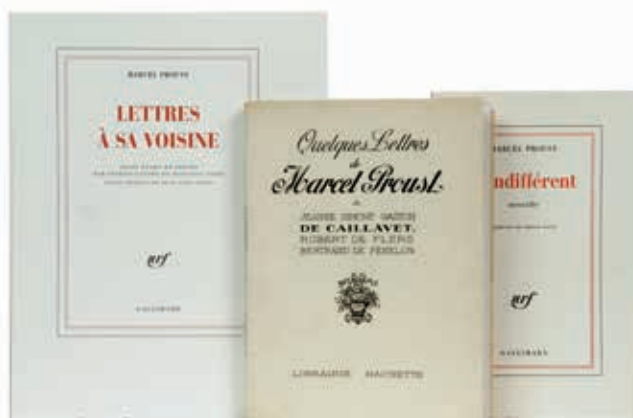 MARCEL PROUST
LETTRES
À SA VOISINE
nrf
GALLIMARD
Quelques Lettres
de
Marcel Proust
à
JEANNE SIMONE GASTON
DE CAILLAVET,
ROBERT DE FLERS
BERTRAND DE FÉNELON
LIBRAIRIE HACHETTE
MARCEL PROUST
indifférent
nouvelle
nrf
GALLIMARD